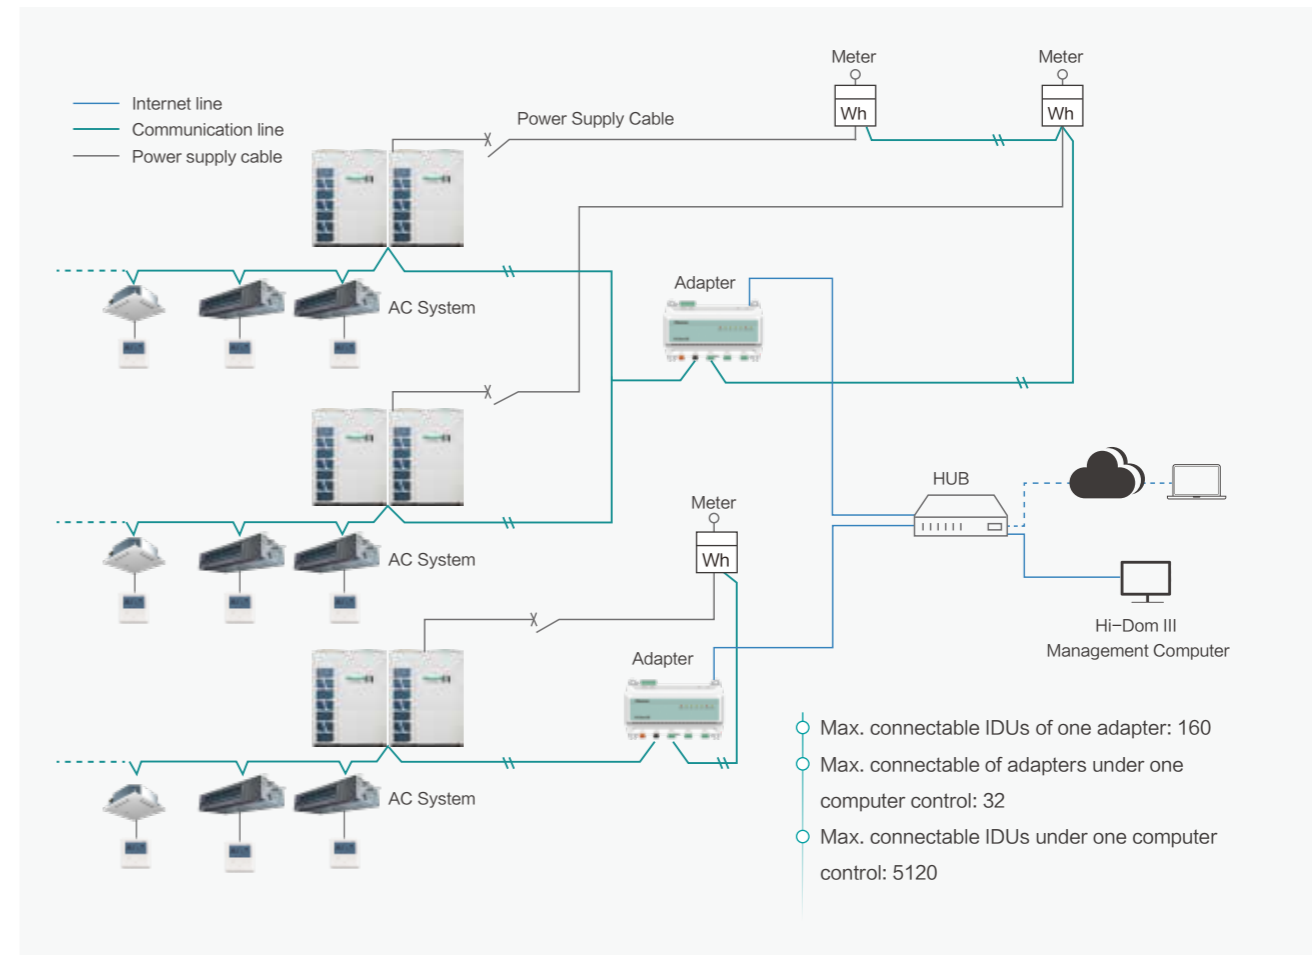 Meter
Meter
Internet line
Communication line
Power supply cable
Power Supply Cable
Wh
Wh
Adapter
AC System
HUB
Meter
Wh
AC System
Hi-Dom III
Management Computer
Adapter
Max. connectable IDUs of one adapter: 160
Max. connectable of adapters under one
computer control: 32
Max. connectable IDUs under one computer
control: 5120
AC System